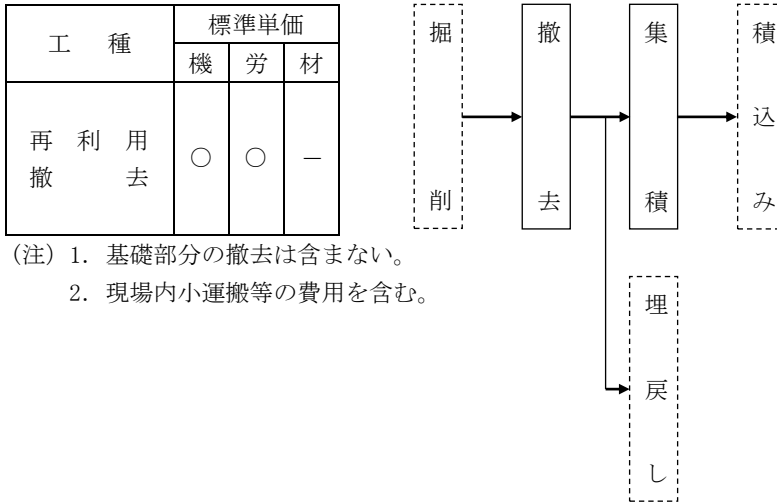 工 種
標準単価
機 労 材
再利用
撤去
○ ○ －
(注) 1. 基礎部分の撤去は含まない。
2. 現場内小運搬等の費用を含む。
掘削
撤去
集積
積込み
埋戻し